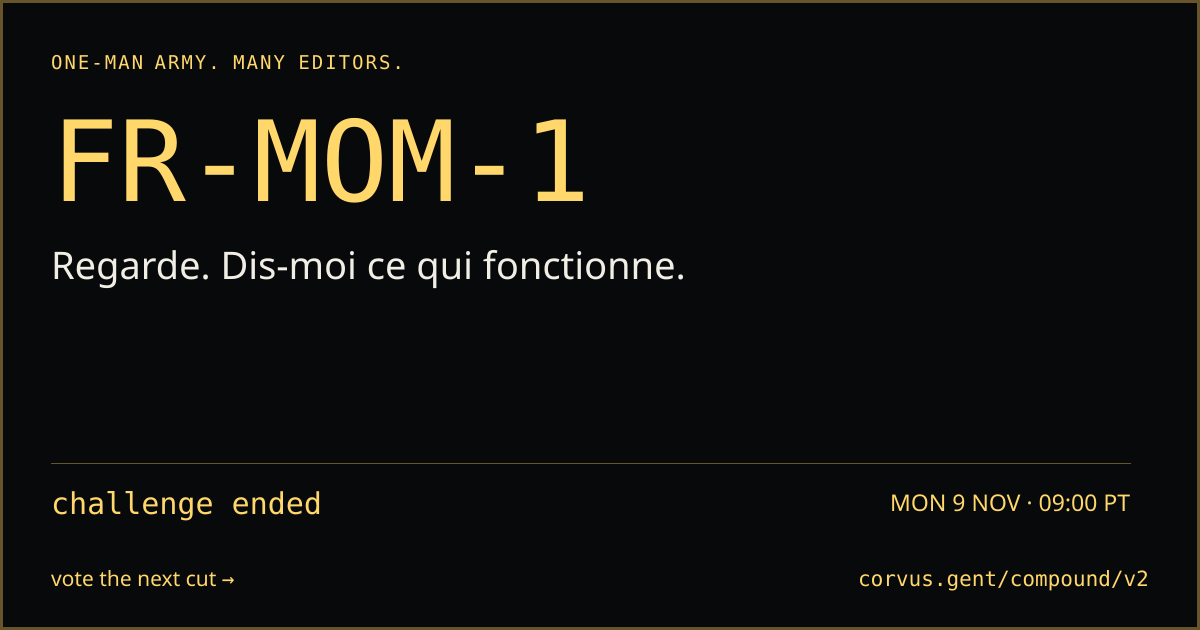 ONE-MAN ARMY. MANY EDITORS.
FR-MOM-1
Regarde. Dis-moi ce qui fonctionne.
challenge ended
MON 9 NOV · 09:00 PT
vote the next cut →
corvus.gent/compound/v2